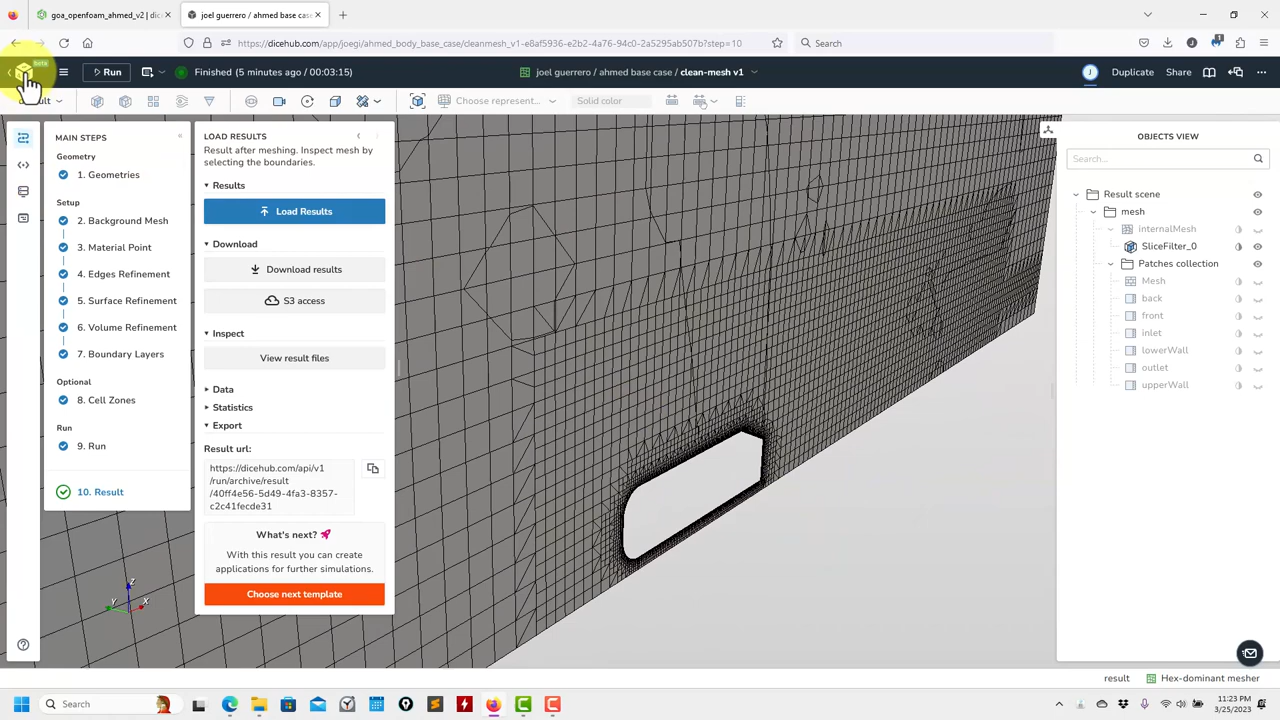 goa_openfoam_ahmed_v2 | dice
joel guerrero / ahmed base case
https://dicehub.com/app/joegi/ahmed_body_base_case/cleanmesh_v1-e8af5936-e2b2-4a76-94c0-2a5295ab507b?step=10
Search
beta
Run
Finished (5 minutes ago / 00:03:15)
joel guerrero / ahmed base case / clean-mesh v1
Duplicate
Share
Choose represent...
Solid color
MAIN STEPS
Geometry
1. Geometries
Setup
2. Background Mesh
3. Material Point
4. Edges Refinement
5. Surface Refinement
6. Volume Refinement
7. Boundary Layers
Optional
8. Cell Zones
Run
9. Run
10. Result
LOAD RESULTS
Result after meshing. Inspect mesh by
selecting the boundaries.
Results
Load Results
Download
Download results
S3 access
Inspect
View result files
Data
Statistics
Export
Result url:
https://dicehub.com/api/v1
/run/archive/result
/40ff4e56-5d49-4fa3-8357-
c2c41fecde31
What's next?
With this result you can create
applications for further simulations.
Choose next template
Z
Y
X
OBJECTS VIEW
Search...
Result scene
mesh
internalMesh
SliceFilter_0
Patches collection
Mesh
back
front
inlet
lowerWall
outlet
upperWall
result
Hex-dominant mesher
Search
11:23 PM
3/25/2023